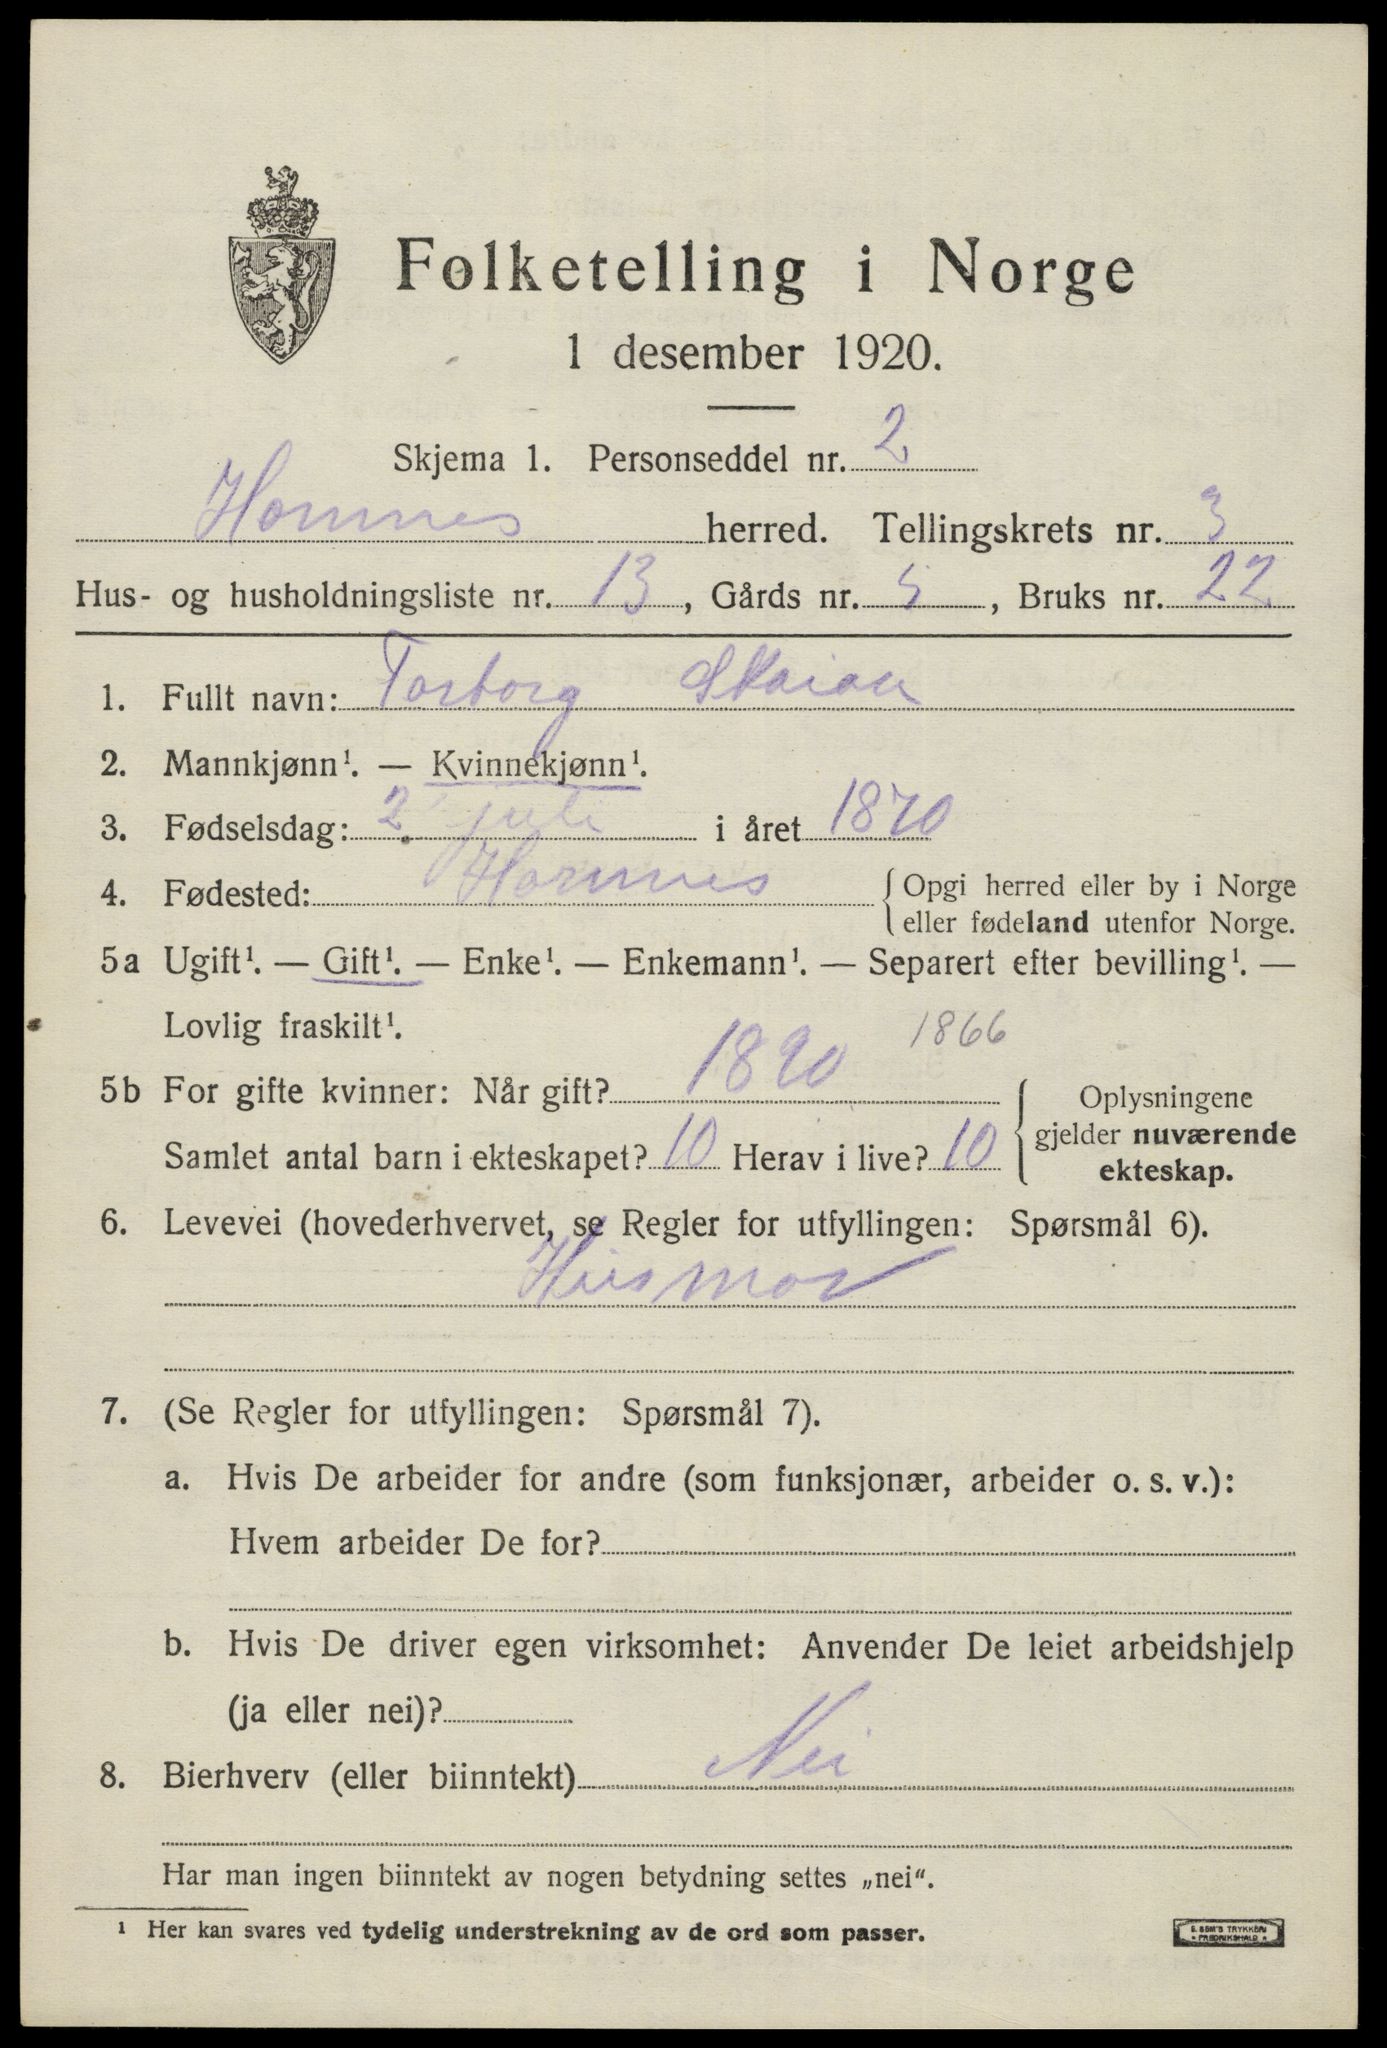 Folketelling i Norge
1 desember 1920.
Skjema 1. Personseddel nr. 2
Hornnes herred. Tellingskrets nr. 3
Hus- og husholdningsliste nr. 13, Gårds nr. 5, Bruks nr. 22
1. Fullt navn: Torborg Skaiaa
2. Mannkjønn¹. — Kvinnekjønn¹.
3. Fødselsdag: 2. juli i året 1870
4. Fødested: Hornnes { Opgi herred eller by i Norge
eller fødeland utenfor Norge.
5a Ugift¹. — Gift¹. — Enke¹. — Enkemann¹. — Separert efter bevilling¹. —
Lovlig fraskilt¹.
1866
5b For gifte kvinner: Når gift? 1890
Samlet antal barn i ekteskapet? 10 Herav i live? 10
Oplysningene
gjelder nuværende
ekteskap.
6. Levevei (hovederhvervet, se Regler for utfyllingen: Spørsmål 6).
Husmor
7. (Se Regler for utfyllingen: Spørsmål 7).
a. Hvis De arbeider for andre (som funksjonær, arbeider o. s. v.):
Hvem arbeider De for?
b. Hvis De driver egen virksomhet: Anvender De leiet arbeidshjelp
(ja eller nei)?
8. Bierhverv (eller biinntekt) Nei
Har man ingen biinntekt av nogen betydning settes „nei“.
¹ Her kan svares ved tydelig understrekning av de ord som passer.
E. SEM'S TRYKKERI
FREDRIKSHALD